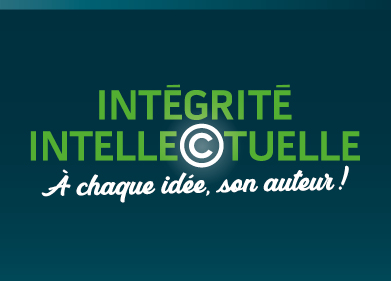 INTÉGRITÉ
INTELLE©TUELLE
À chaque idée, son auteur !